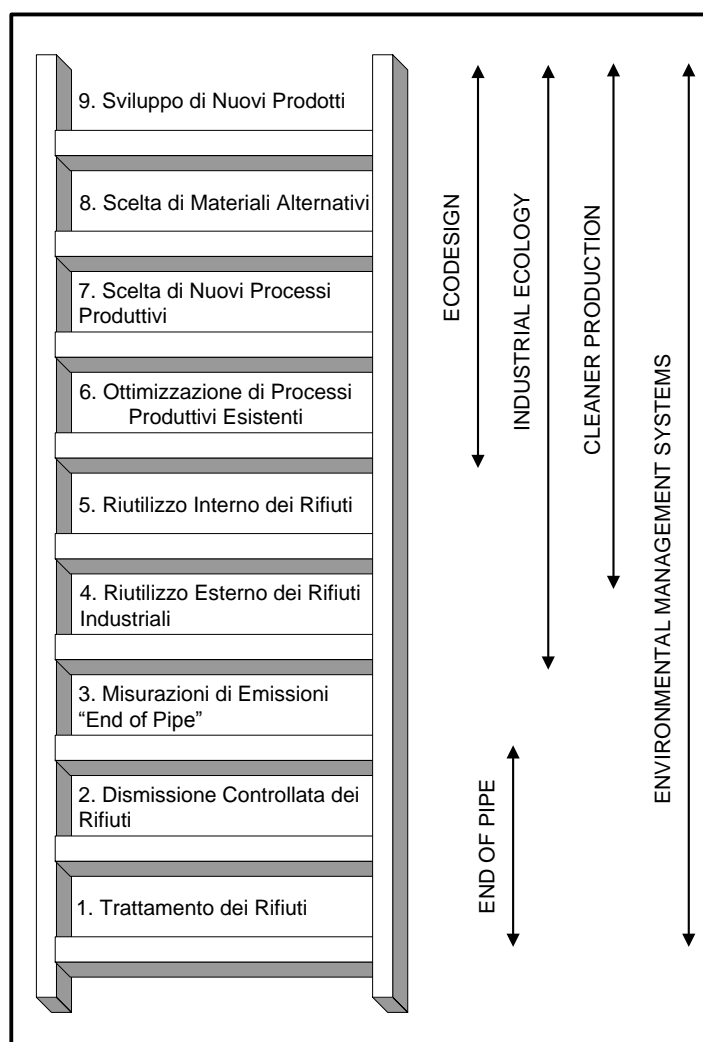 9. Sviluppo di Nuovi Prodotti
8. Scelta di Materiali Alternativi
7. Scelta di Nuovi Processi
Produttivi
6. Ottimizzazione di Processi
Produttivi Esistenti
5. Riutilizzo Interno dei Rifiuti
4. Riutilizzo Esterno dei Rifiuti
Industriali
3. Misurazioni di Emissioni
“End of Pipe”
2. Dismissione Controllata dei
Rifiuti
1. Trattamento dei Rifiuti
ECODESIGN
INDUSTRIAL ECOLOGY
CLEANER PRODUCTION
ENVIRONMENTAL MANAGEMENT SYSTEMS
END OF PIPE